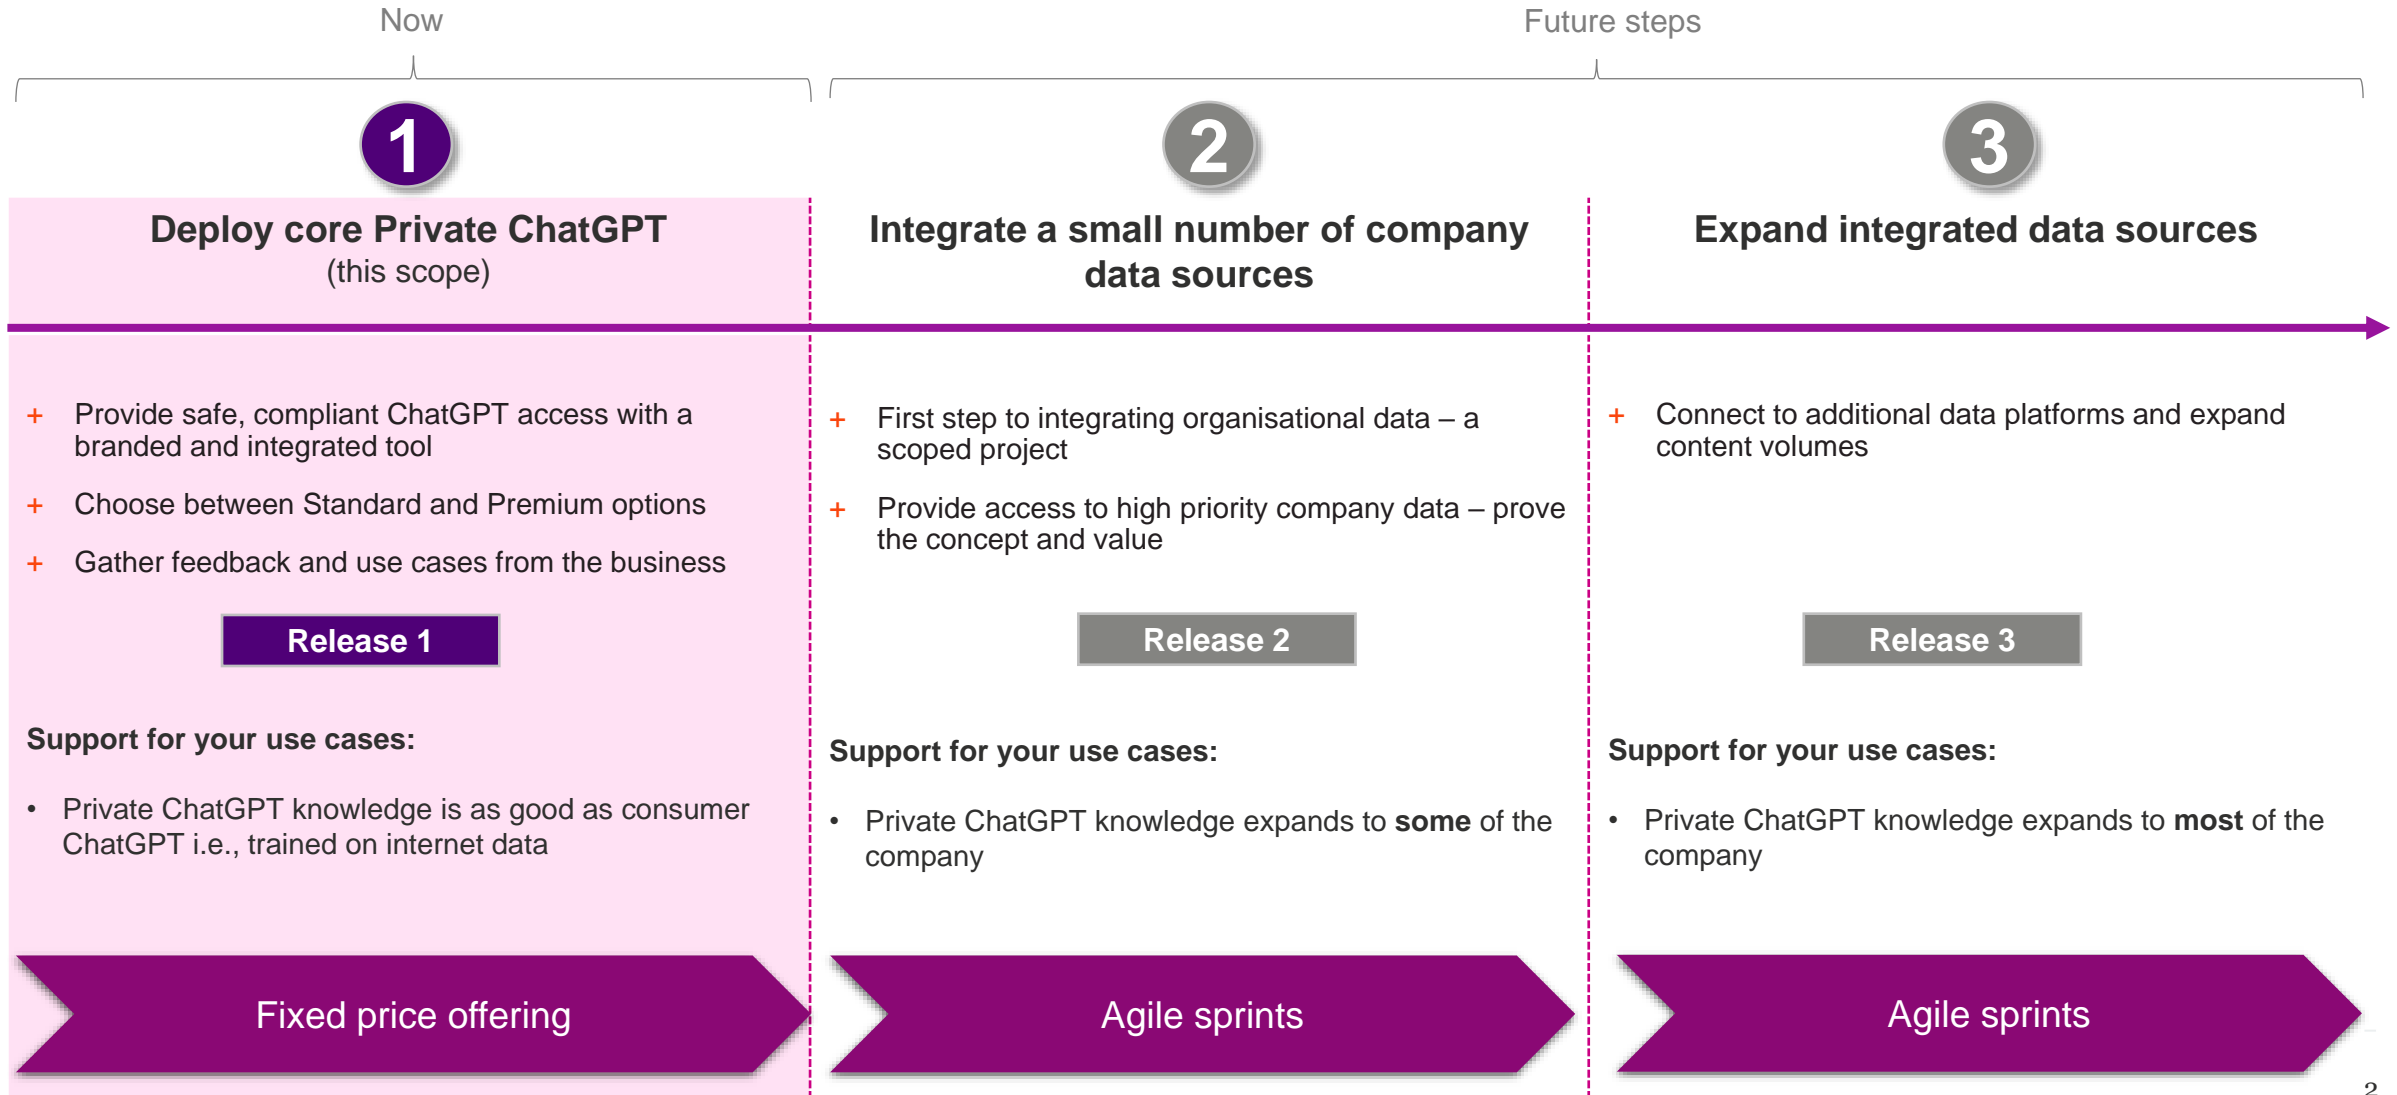 Now
Future steps
1
2
3
Deploy core Private ChatGPT
(this scope)
Integrate a small number of company
data sources
Expand integrated data sources
+ Provide safe, compliant ChatGPT access with a
branded and integrated tool
+ Choose between Standard and Premium options
+ Gather feedback and use cases from the business
Release 1
Support for your use cases:
• Private ChatGPT knowledge is as good as consumer
ChatGPT i.e., trained on internet data
Fixed price offering
+ First step to integrating organisational data – a
scoped project
+ Provide access to high priority company data – prove
the concept and value
Release 2
Support for your use cases:
• Private ChatGPT knowledge expands to some of the
company
Agile sprints
+ Connect to additional data platforms and expand
content volumes
Release 3
Support for your use cases:
• Private ChatGPT knowledge expands to most of the
company
Agile sprints
2